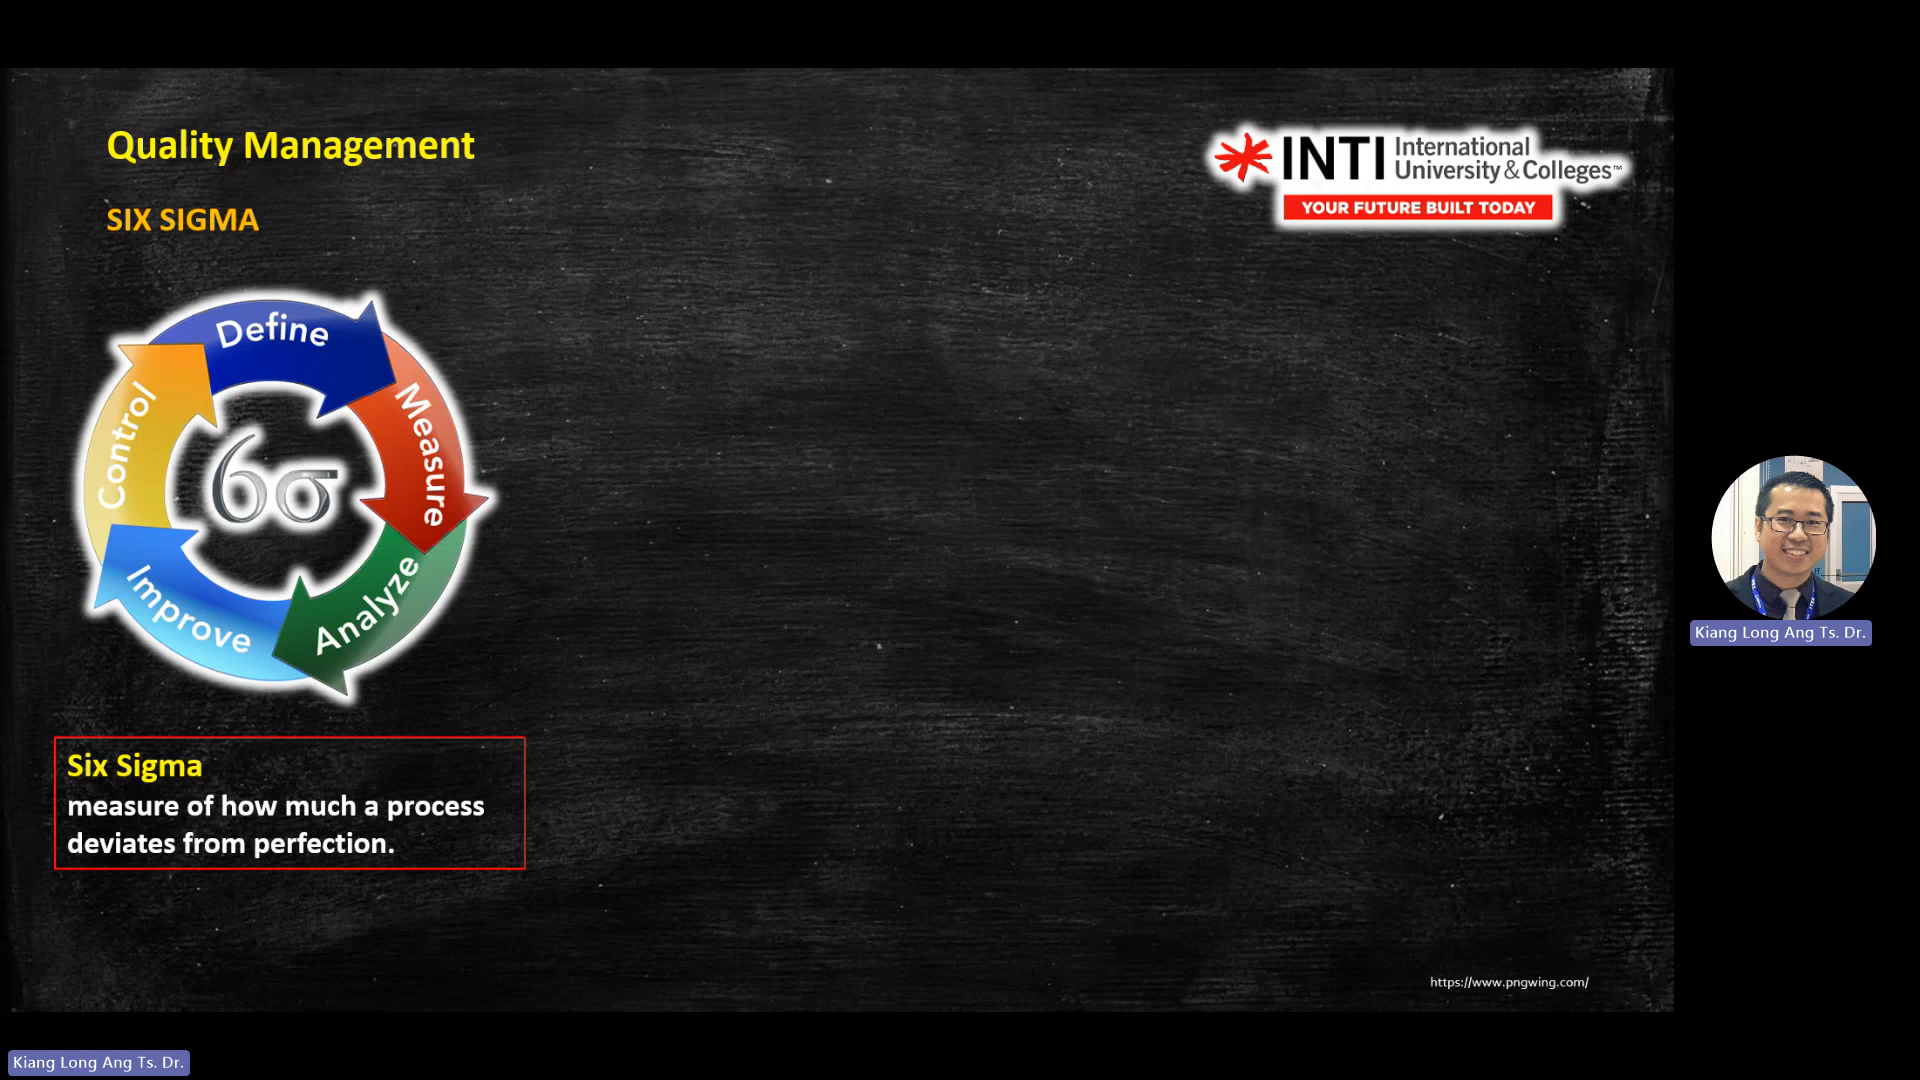 Quality Management
SIX SIGMA
INTI International
University & Colleges™
YOUR FUTURE BUILT TODAY
Define
Measure
Analyze
Improve
Control
6σ
Six Sigma
measure of how much a process
deviates from perfection.
https://www.pngwing.com/
Kiang Long Ang Ts. Dr.
Kiang Long Ang Ts. Dr.